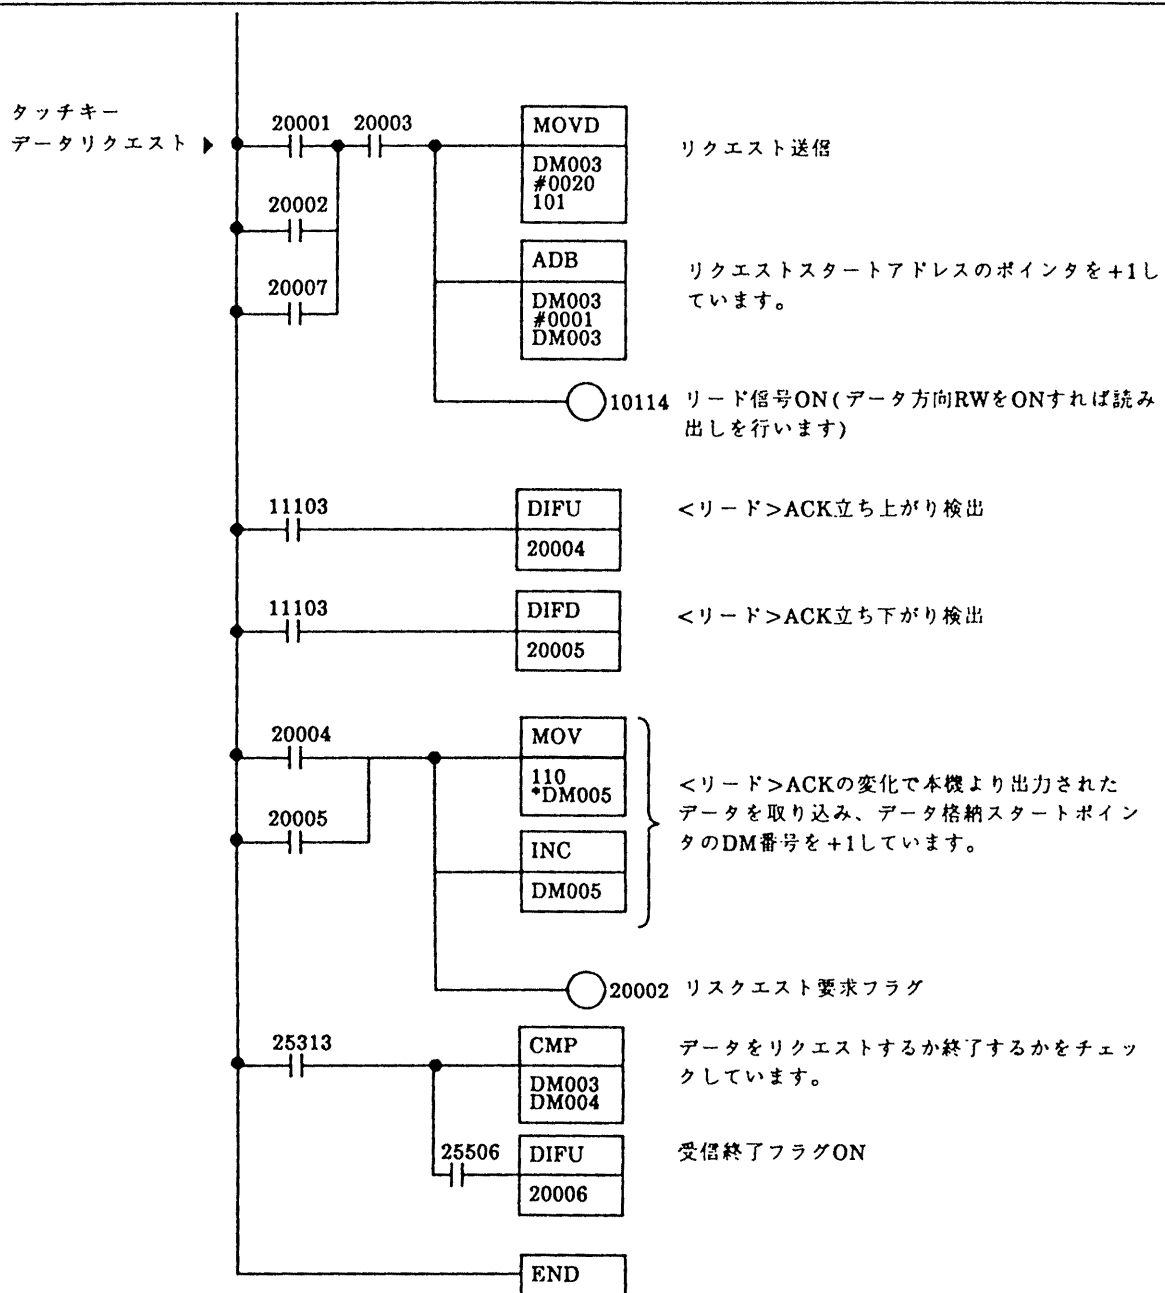 タッチキー
データリクエスト ▶
20001 20003
MOVD
DM003
#0020
101
リクエスト送信
20002
20007
ADB
DM003
#0001
DM003
リクエストスタートアドレスのポインタを+1し
ています。
10114 リード信号ON(データ方向RWをONすれば読み
出しを行います)
11103
DIFU
20004
<リード>ACK立ち上がり検出
11103
DIFD
20005
<リード>ACK立ち下がり検出
20004
20005
MOV
110
*DM005
INC
DM005
<リード>ACKの変化で本機より出力された
データを取り込み、データ格納スタートポイン
タのDM番号を+1しています。
20002 リスクエスト要求フラグ
25313
CMP
DM003
DM004
データをリクエストするか終了するかをチェッ
クしています。
25506
DIFU
20006
受信終了フラグON
END